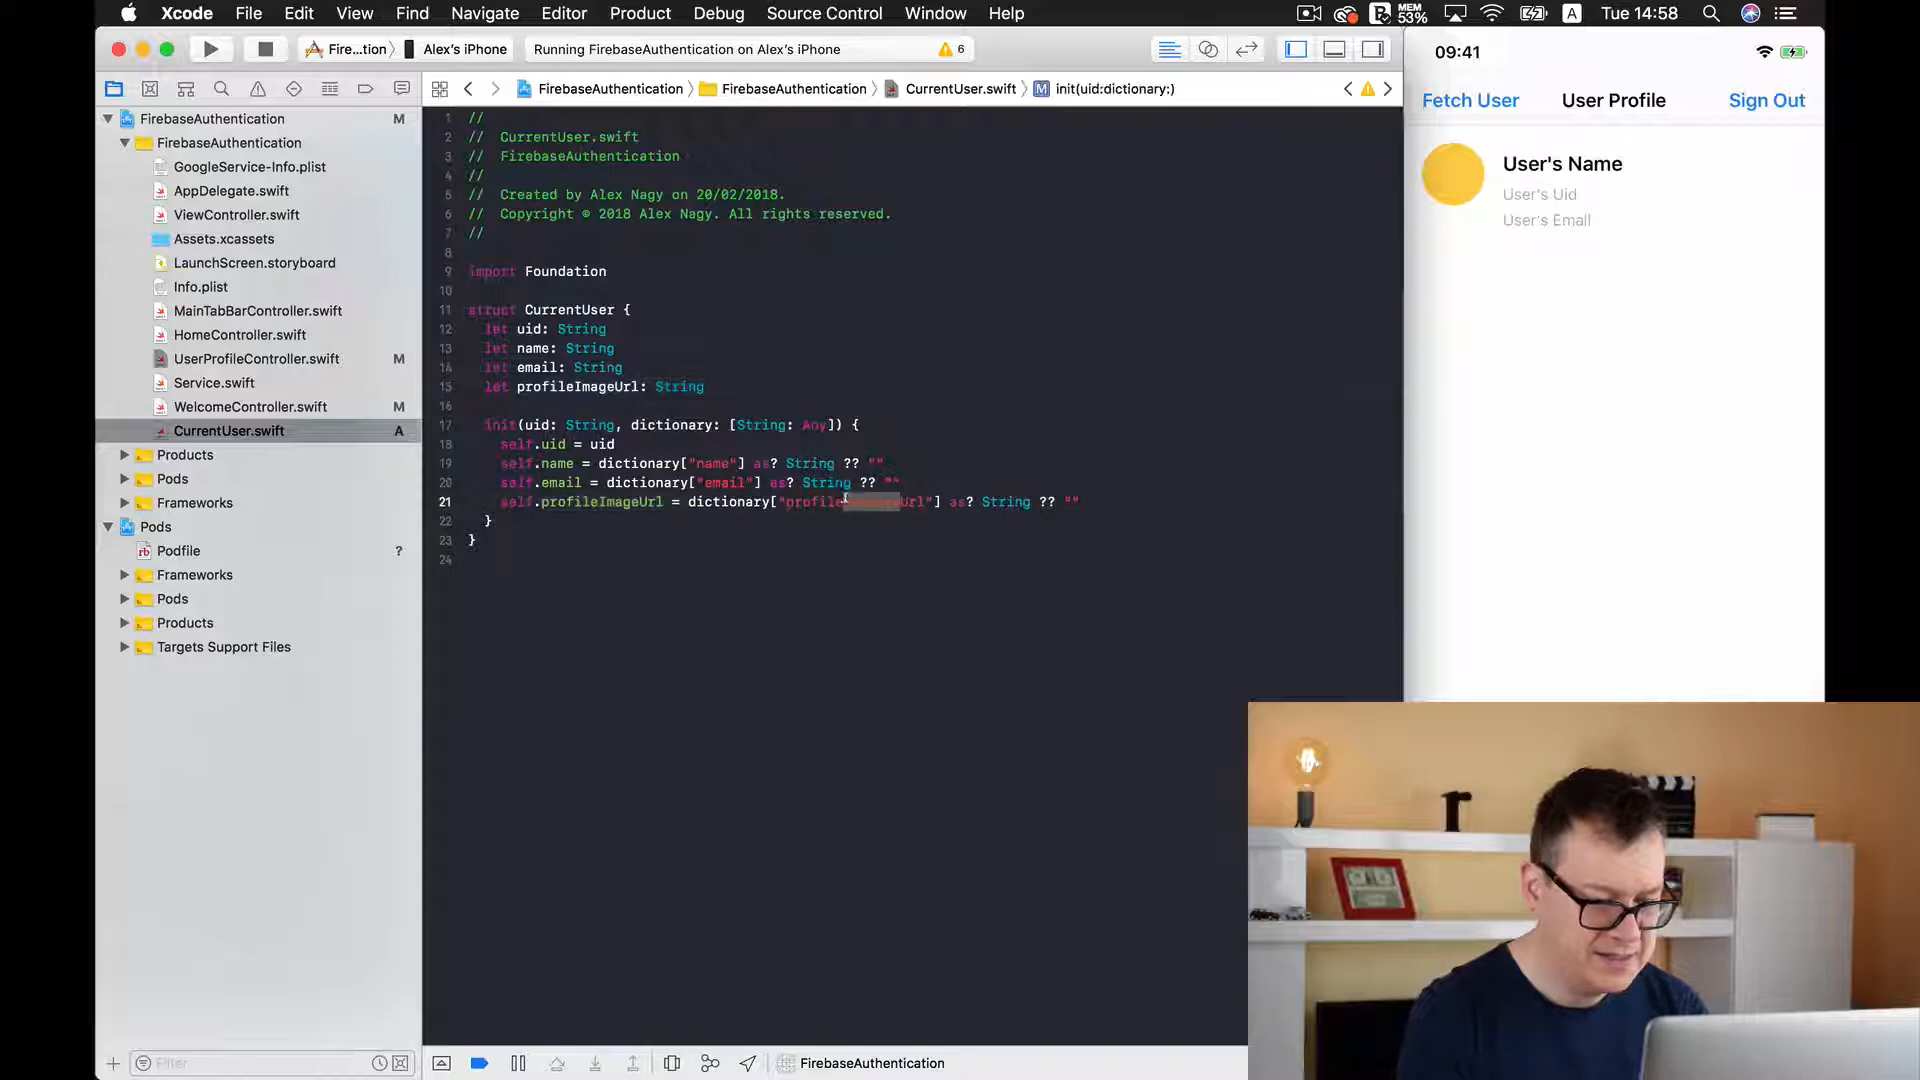 Xcode File Edit View Find Navigate Editor Product Debug Source Control Window Help
MEM 53% A Tue 14:58
Fire...tion Alex's iPhone Running FirebaseAuthentication on Alex's iPhone 6
FirebaseAuthentication FirebaseAuthentication CurrentUser.swift M init(uid:dictionary:)
FirebaseAuthentication M
FirebaseAuthentication
GoogleService-Info.plist
AppDelegate.swift
ViewController.swift
Assets.xcassets
LaunchScreen.storyboard
Info.plist
MainTabBarController.swift
HomeController.swift
UserProfileController.swift M
Service.swift
WelcomeController.swift M
CurrentUser.swift A
Products
Pods
Frameworks
Pods
rb Podfile ?
Frameworks
Pods
Products
Targets Support Files
Filter
1 //
2 // CurrentUser.swift
3 // FirebaseAuthentication
4 //
5 // Created by Alex Nagy on 20/02/2018.
6 // Copyright © 2018 Alex Nagy. All rights reserved.
7 //
8
9 import Foundation
10
11 struct CurrentUser {
12 let uid: String
13 let name: String
14 let email: String
15 let profileImageUrl: String
16
17 init(uid: String, dictionary: [String: Any]) {
18 self.uid = uid
19 self.name = dictionary["name"] as? String ?? ""
20 self.email = dictionary["email"] as? String ?? ""
21 self.profileImageUrl = dictionary["profile Url"] as? String ?? ""
22 }
23 }
24
FirebaseAuthentication
09:41
Fetch User User Profile Sign Out
User's Name
User's Uid
User's Email